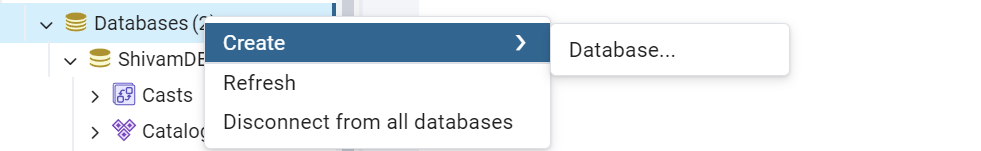 Databases (2
Create
Database...
ShivamDB
Refresh
Casts
Disconnect from all databases
Catalog